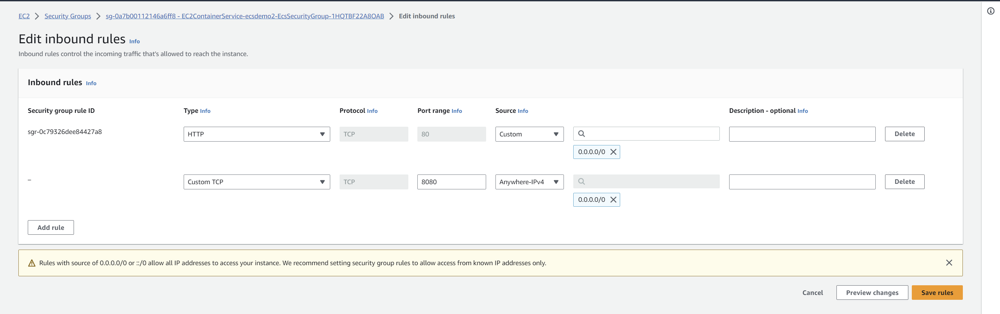 EC2 > Security Groups > sg-0a7b00112146a6ff8 - EC2ContainerService-ecsdemo2-EcsSecurityGroup-1HQTBF22A8OAB > Edit inbound rules
Edit inbound rules Info
Inbound rules control the incoming traffic that's allowed to reach the instance.
Inbound rules Info
Security group rule ID Type Info Protocol Info Port range Info Source Info Description - optional Info
sgr-0c79326dee84427a8 HTTP TCP 80 Custom Delete
0.0.0.0/0
– Custom TCP TCP 8080 Anywhere-IPv4 Delete
0.0.0.0/0
Add rule
Rules with source of 0.0.0.0/0 or ::/0 allow all IP addresses to access your instance. We recommend setting security group rules to allow access from known IP addresses only.
Cancel Preview changes Save rules